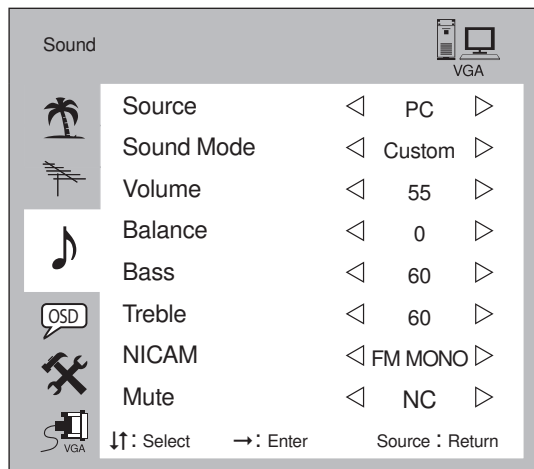 Sound
VGA
Source PC
Sound Mode Custom
Volume 55
Balance 0
Bass 60
OSD
Treble 60
NICAM FM MONO
Mute NC
VGA
↓↑: Select →: Enter Source : Return